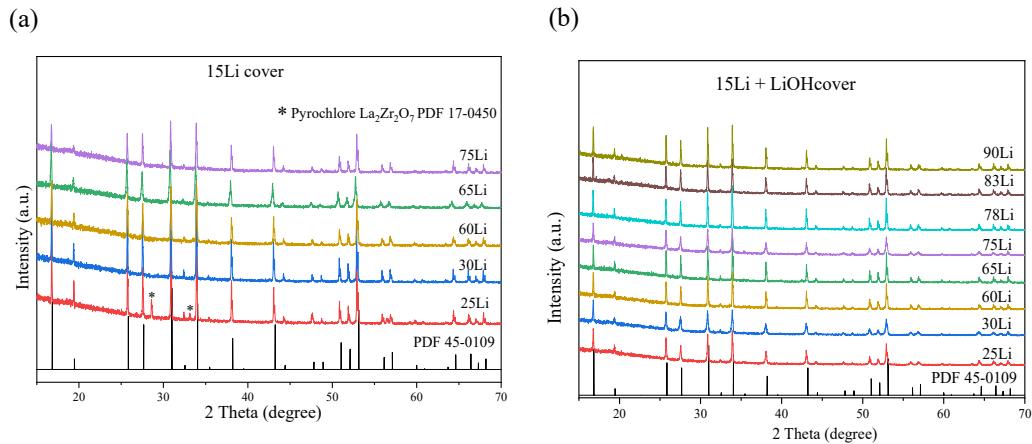 (a)
15Li cover
* Pyrochlore La₂Zr₂O₇ PDF 17-0450
75Li
65Li
60Li
30Li
*
*
25Li
PDF 45-0109
Intensity (a.u.)
20 30 40 50 60 70
2 Theta (degree)
(b)
15Li + LiOHcover
90Li
83Li
78Li
75Li
65Li
60Li
30Li
25Li
PDF 45-0109
Intensity (a.u.)
20 30 40 50 60 70
2 Theta (degree)